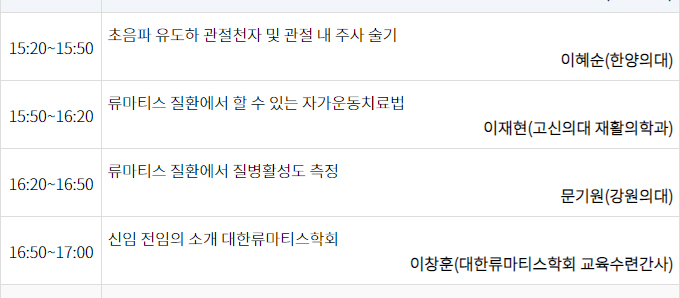 15:20~15:50
초음파 유도하 관절천자 및 관절 내 주사 술기
이혜순(한양의대)
15:50~16:20
류마티스 질환에서 할 수 있는 자가운동치료법
이재현(고신의대 재활의학과)
16:20~16:50
류마티스 질환에서 질병활성도 측정
문기원(강원의대)
16:50~17:00
신임 전임의 소개 대한류마티스학회
이창훈(대한류마티스학회 교육수련간사)